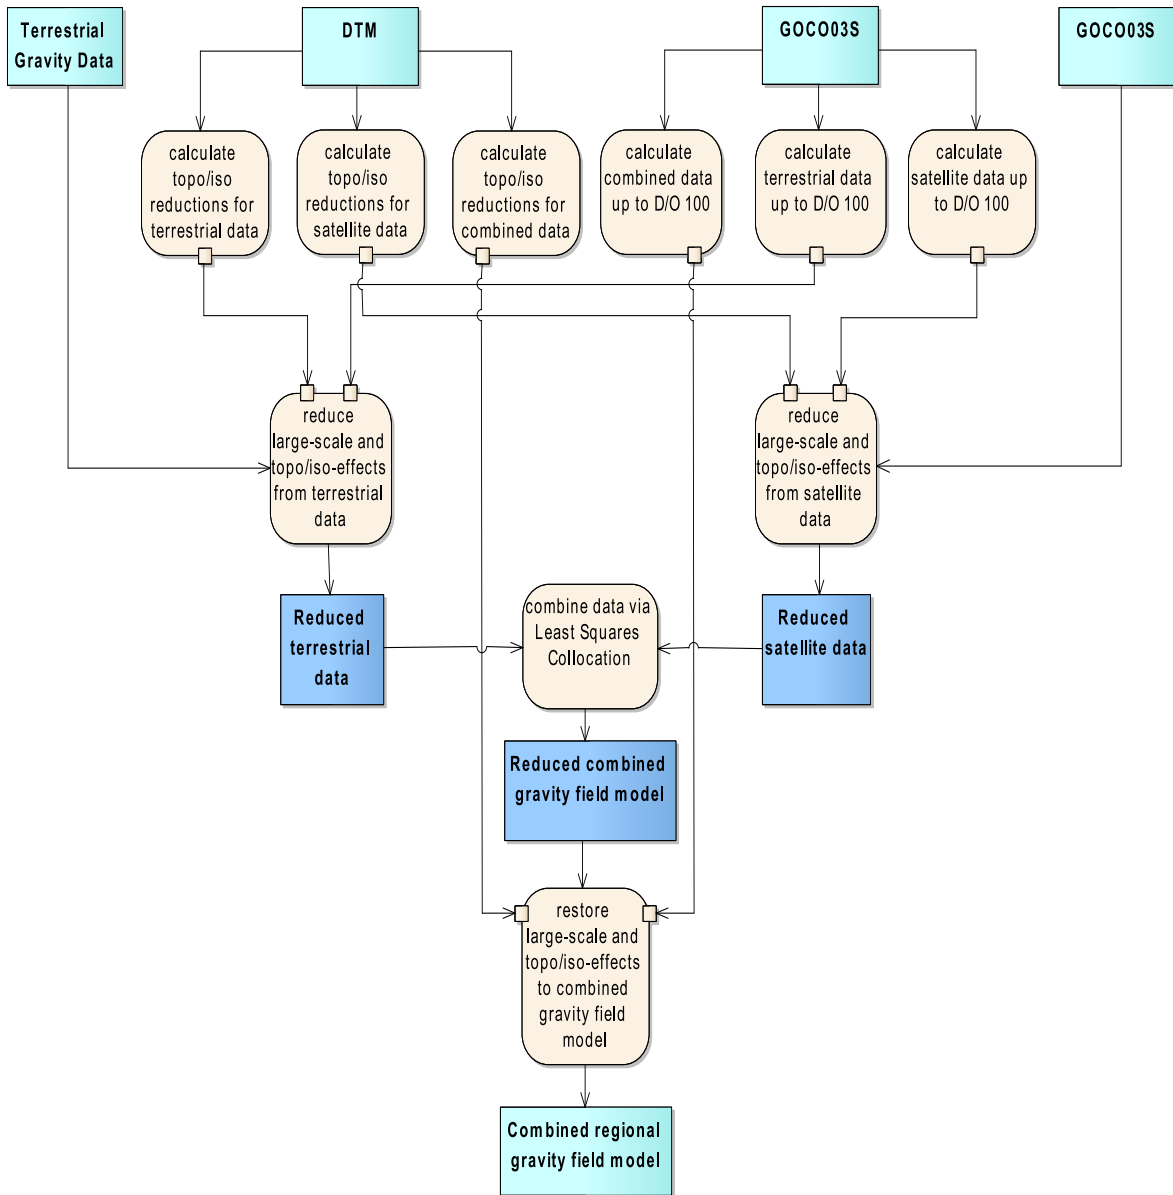 Terrestrial
Gravity Data
DTM
GOCO03S
GOCO03S
calculate
topo/iso
reductions for
terrestrial data
calculate
topo/iso
reductions for
satellite data
calculate
topo/iso
reductions for
combined data
calculate
combined data
up to D/O 100
calculate
terrestrial data
up to D/O 100
calculate
satellite data up
to D/O 100
reduce
large-scale and
topo/iso-effects
from terrestrial
data
reduce
large-scale and
topo/iso-effects
from satellite
data
Reduced
terrestrial
data
combine data via
Least Squares
Collocation
Reduced
satellite data
Reduced combined
gravity field model
restore
large-scale and
topo/iso-effects
to combined
gravity field
model
Combined regional
gravity field model